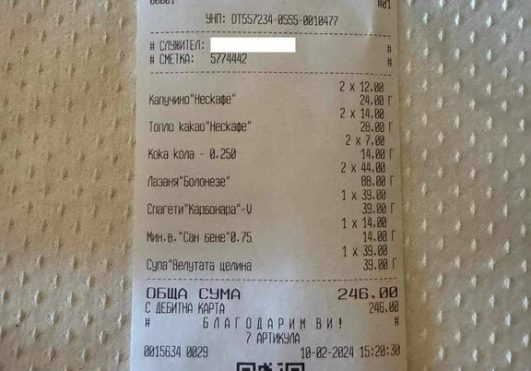 00001 #01
УНП: DT557234-0555-0010477
# СЛУЖИТЕЛ: #
# СМЕТКА: 5774442 #
2 x 12.00
Капучино"Нескафе" 24.00 Г
2 x 14.00
Топло какао"Нескафе" 28.00 Г
2 x 7.00
Кока кола - 0.250 14.00 Г
2 x 44.00
Лазаня"Болонезе" 88.00 Г
1 x 39.00
Спагети"Карбонара"-V 39.00 Г
1 x 14.00
Мин.в."Сан бене"0.75 14.00 Г
1 x 39.00
Супа"Велутата целина 39.00 Г
ОБЩА СУМА 246.00
С ДЕБИТНА КАРТА 246.00
# БЛАГОДАРИМ ВИ! #
7 АРТИКУЛА
0015634 0029 10-02-2024 15:20:30